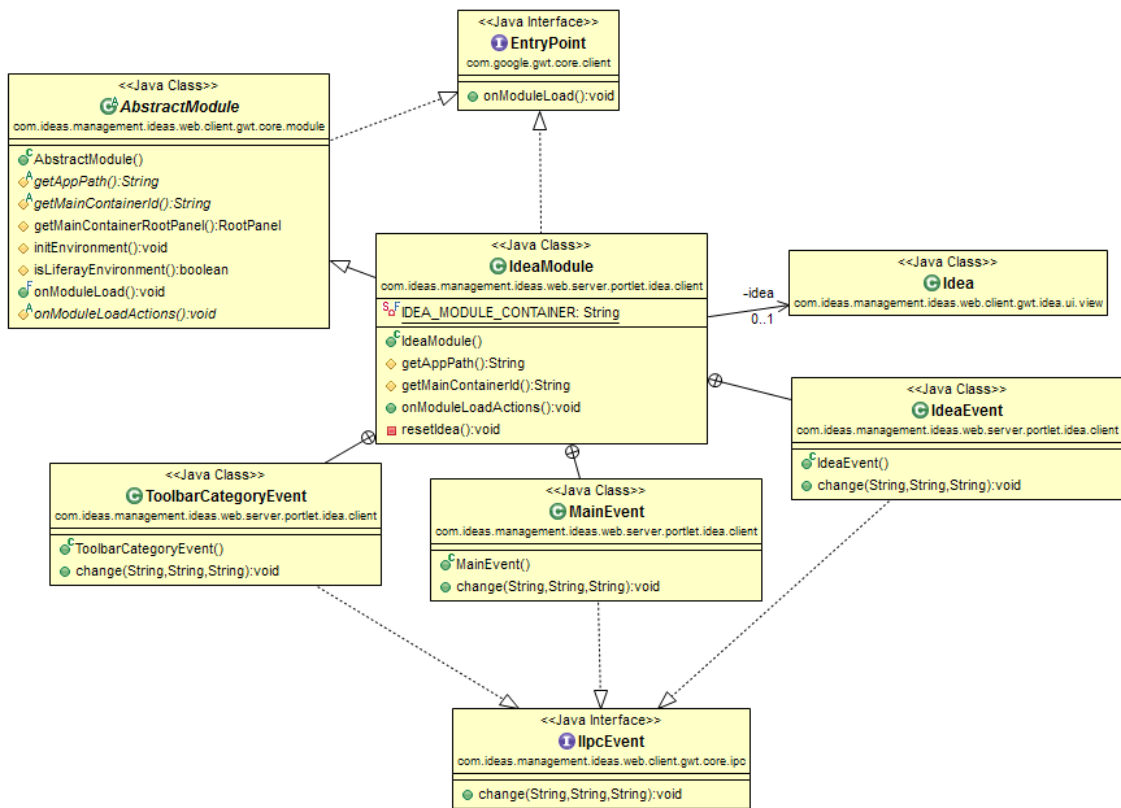 <<Java Interface>>
EntryPoint
com.google.gwt.core.client
onModuleLoad():void
<<Java Class>>
AbstractModule
com.ideas.management.ideas.web.client.gwt.core.module
AbstractModule()
getAppPath():String
getMainContainerId():String
getMainContainerRootPanel():RootPanel
initEnvironment():void
isLiferayEnvironment():boolean
onModuleLoad():void
onModuleLoadActions():void
<<Java Class>>
IdeaModule
com.ideas.management.ideas.web.server.portlet.idea.client
IDEA_MODULE_CONTAINER: String
IdeaModule()
getAppPath():String
getMainContainerId():String
onModuleLoadActions():void
resetIdea():void
-idea
0..1
<<Java Class>>
Idea
com.ideas.management.ideas.web.client.gwt.idea.ui.view
<<Java Class>>
IdeaEvent
com.ideas.management.ideas.web.server.portlet.idea.client
IdeaEvent()
change(String,String,String):void
<<Java Class>>
ToolbarCategoryEvent
com.ideas.management.ideas.web.server.portlet.idea.client
ToolbarCategoryEvent()
change(String,String,String):void
<<Java Class>>
MainEvent
com.ideas.management.ideas.web.server.portlet.idea.client
MainEvent()
change(String,String,String):void
<<Java Interface>>
IIpcEvent
com.ideas.management.ideas.web.client.gwt.core.ipc
change(String,String,String):void